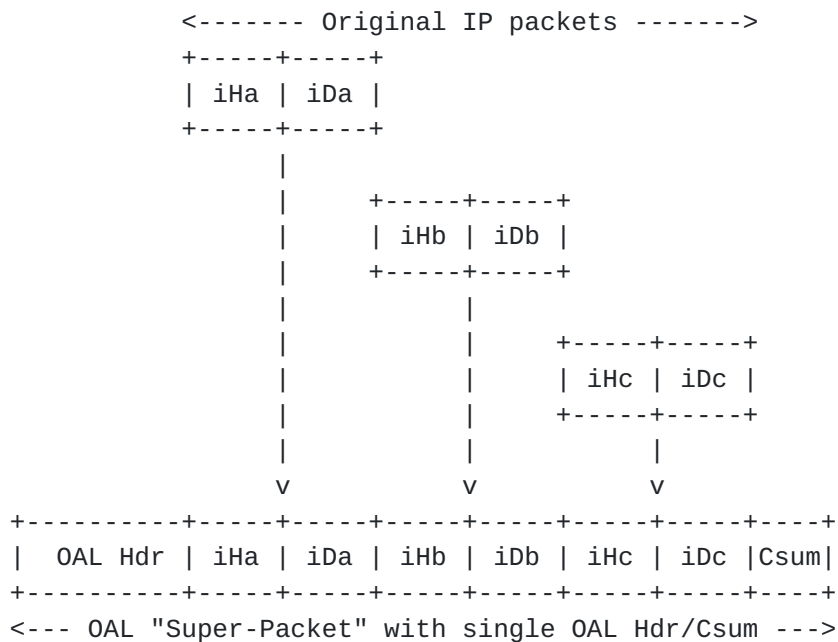 <------- Original IP packets ------->
+-----+-----+
| iHa | iDa |
+-----+-----+
|
| +-----+-----+
| | iHb | iDb |
| +-----+-----+
| |
| | +-----+-----+
| | | iHc | iDc |
| | +-----+-----+
| | |
v v v
+----------+-----+-----+-----+-----+-----+-----+----+
| OAL Hdr | iHa | iDa | iHb | iDb | iHc | iDc |Csum|
+----------+-----+-----+-----+-----+-----+-----+----+
<--- OAL "Super-Packet" with single OAL Hdr/Csum --->